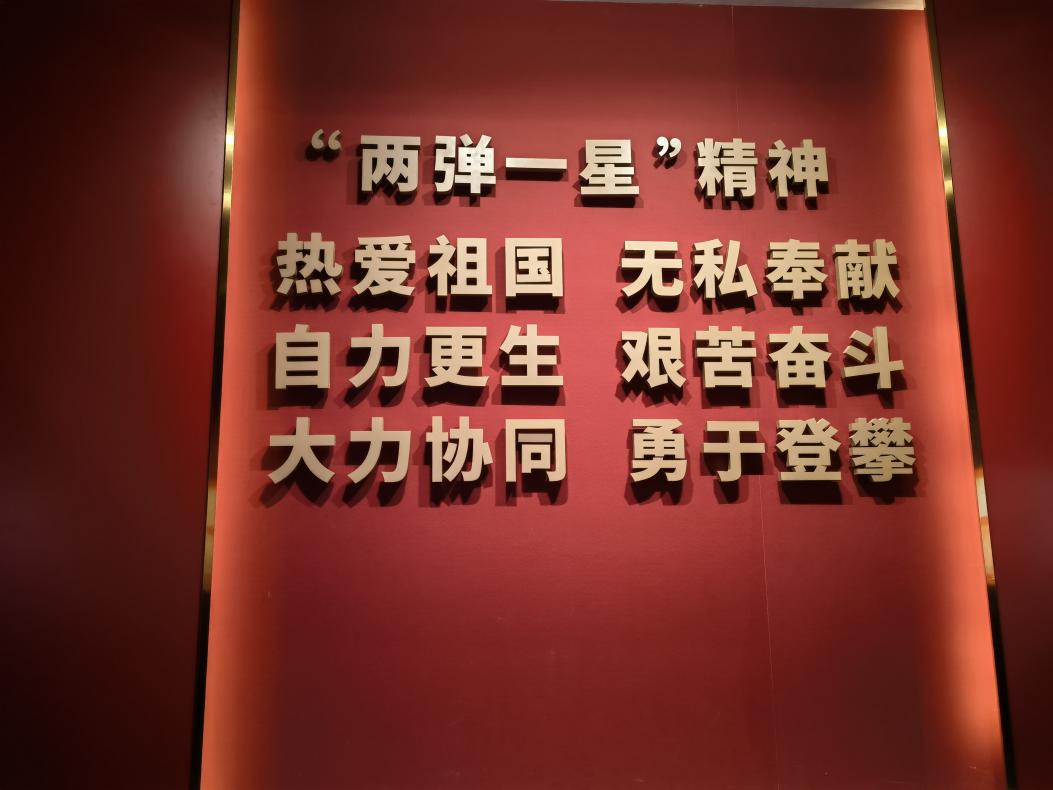 “两弹一星”精神
热爱祖国 无私奉献
自力更生 艰苦奋斗
大力协同 勇于登攀